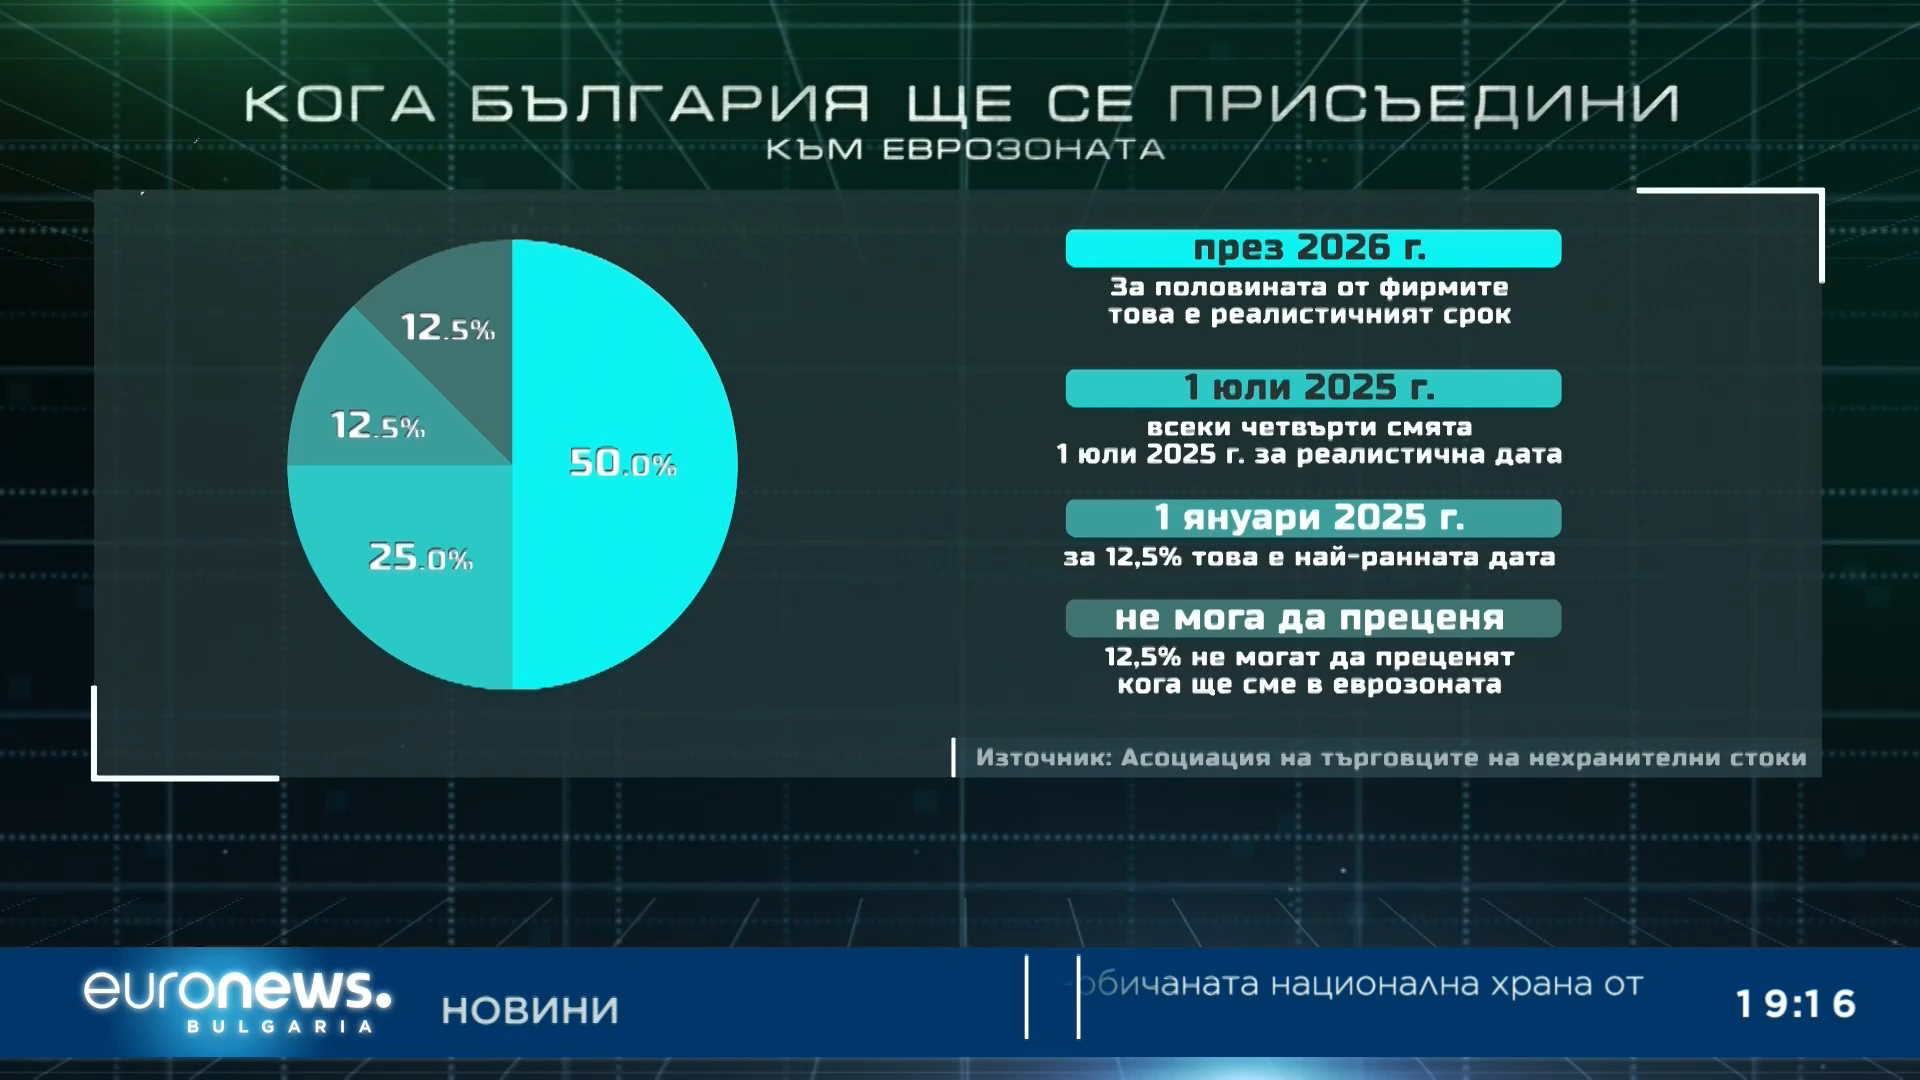 КОГА БЪЛГАРИЯ ЩЕ СЕ ПРИСЪЕДИНИ
КЪМ ЕВРОЗОНАТА
12.5%
12.5%
50.0%
25.0%
през 2026 г.
За половината от фирмите
това е реалистичният срок
1 юли 2025 г.
всеки четвърти смята
1 юли 2025 г. за реалистична дата
1 януари 2025 г.
за 12,5% това е най-ранната дата
не мога да преценя
12,5% не могат да преценят
кога ще сме в еврозоната
Източник: Асоциация на търговците на нехранителни стоки
euronews.
BULGARIA
НОВИНИ
обичаната национална храна от
19:16